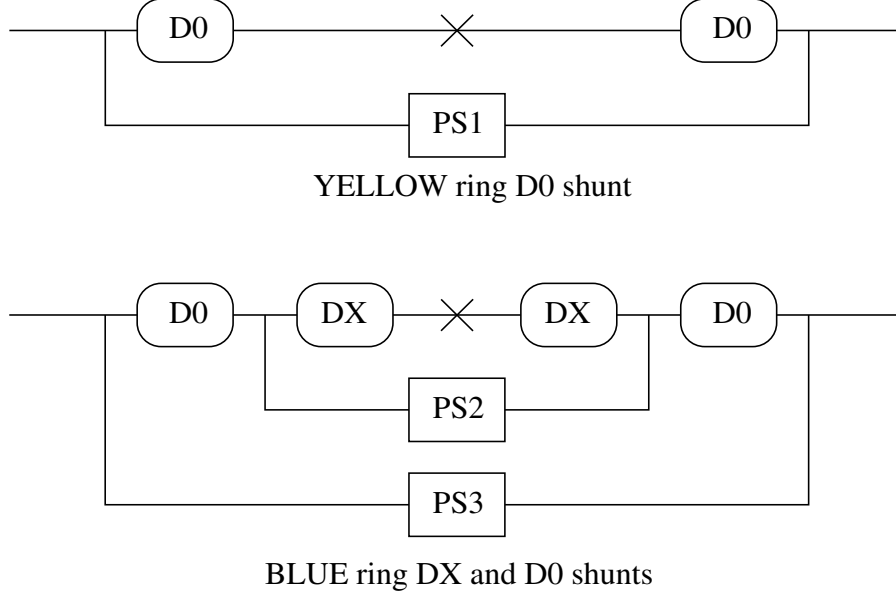 D0 D0
PS1
YELLOW ring D0 shunt
D0 DX DX D0
PS2
PS3
BLUE ring DX and D0 shunts